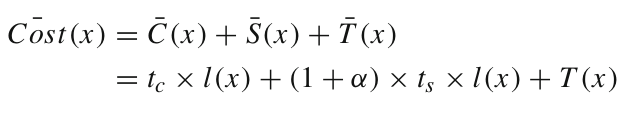 Cōst(x) = C̄(x) + S̄(x) + T̄(x)
= t_c × l(x) + (1 + α) × t_s × l(x) + T(x)